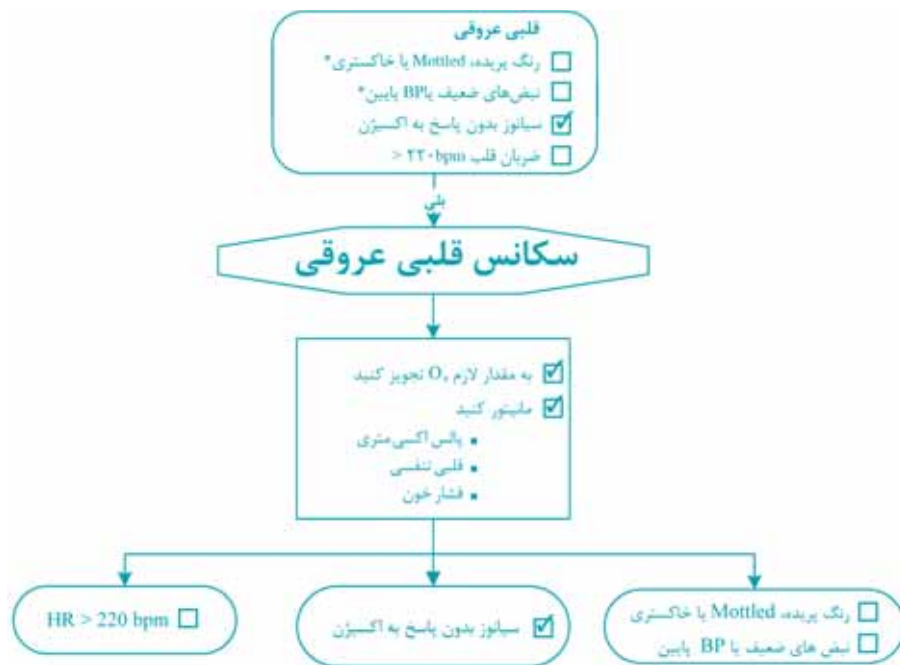 قلبی عروقی
رنگ پریده، Mottled یا خاکستری*
نبض‌های ضعیف یا BP پایین*
سیانوز بدون پاسخ به اکسیژن
ضربان قلب ۲۲۰bpm <
بلی
سکانس قلبی عروقی
به مقدار لازم O₂ تجویز کنید
مانیتور کنید
پالس اکسی متری
قلبی تنفسی
فشار خون
رنگ پریده، Mottled یا خاکستری
نبض های ضعیف یا BP پایین
سیانوز بدون پاسخ به اکسیژن
HR > 220 bpm